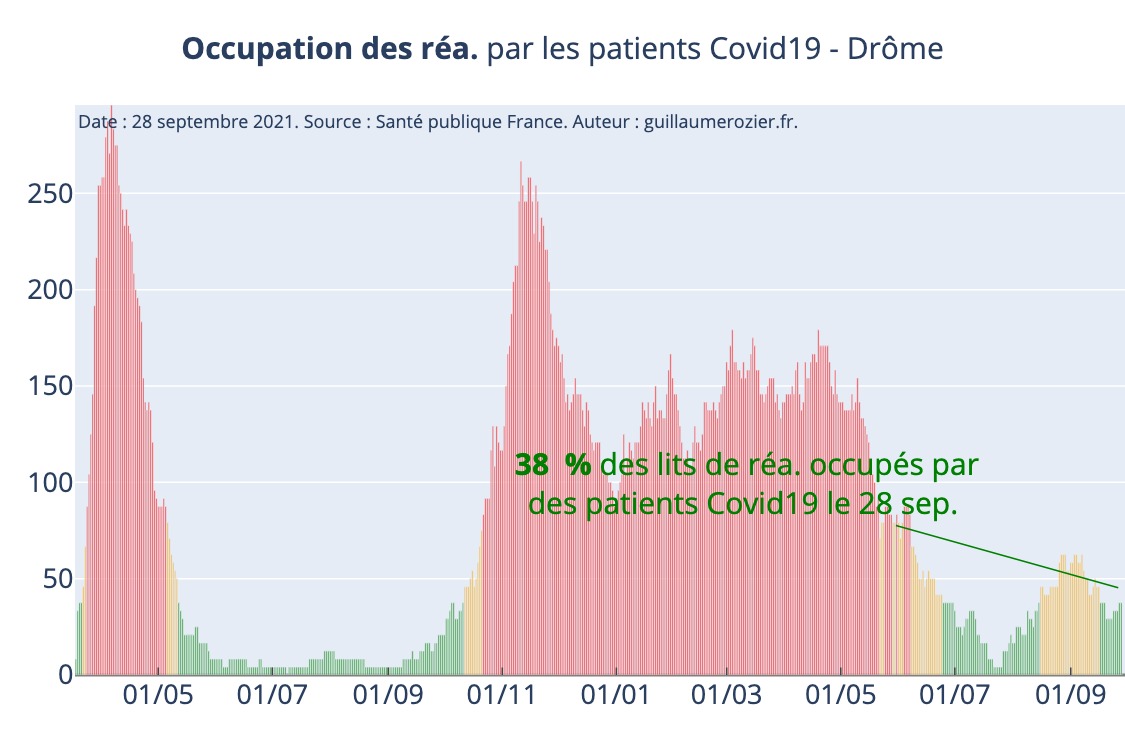 Occupation des réa. par les patients Covid19 - Drôme
Date : 28 septembre 2021. Source : Santé publique France. Auteur : guillaumerozier.fr.
250
200
150
100
50
0
38 % des lits de réa. occupés par
des patients Covid19 le 28 sep.
01/05 01/07 01/09 01/11 01/01 01/03 01/05 01/07 01/09